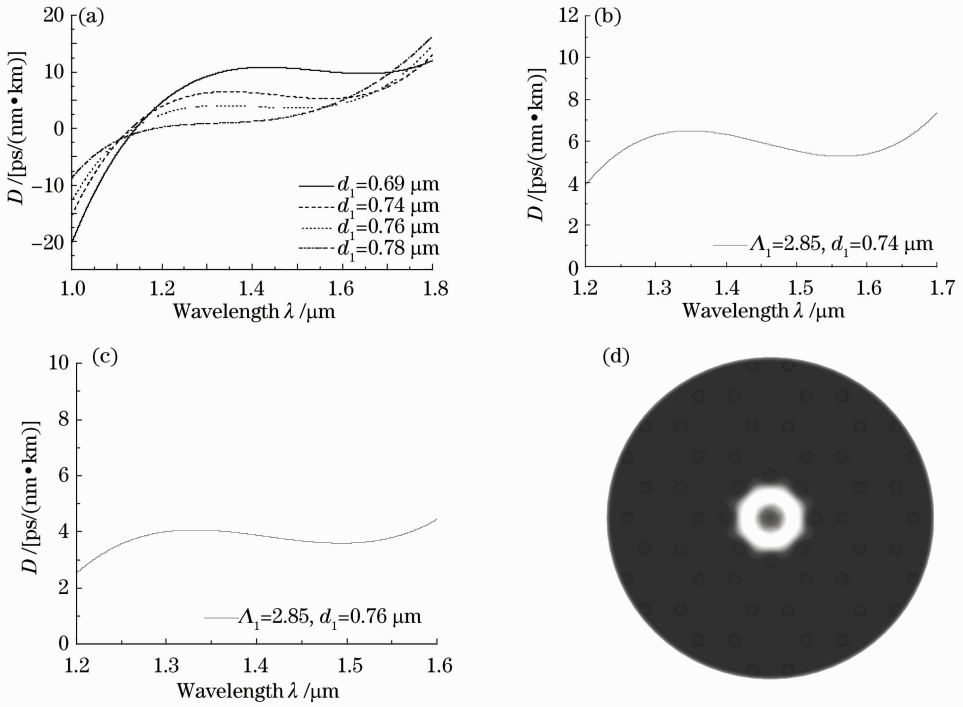 (a)
20
10
0
−10
−20
D /[ps/(nm•km)]
d1=0.69 μm
d1=0.74 μm
d1=0.76 μm
d1=0.78 μm
1.0 1.2 1.4 1.6 1.8
Wavelength λ /μm
(b)
12
10
8
6
4
2
0
D /[ps/(nm•km)]
Λ1=2.85, d1=0.74 μm
1.2 1.3 1.4 1.5 1.6 1.7
Wavelength λ /μm
(c)
10
8
6
4
2
0
D /[ps/(nm•km)]
Λ1=2.85, d1=0.76 μm
1.2 1.3 1.4 1.5 1.6
Wavelength λ /μm
(d)